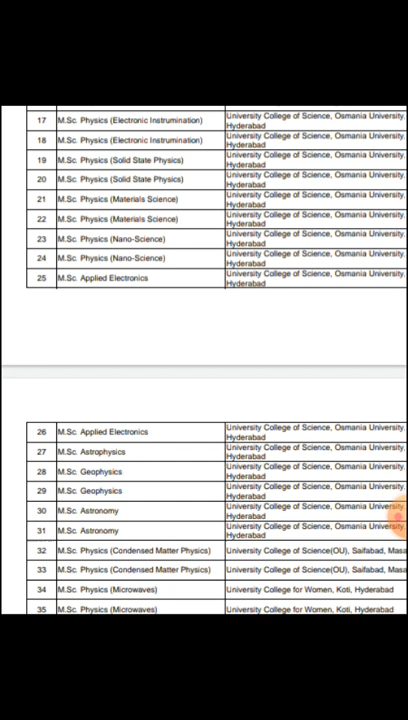 17 M.Sc. Physics (Electronic Instrumination) University College of Science, Osmania University,
Hyderabad
18 M.Sc. Physics (Electronic Instrumination) University College of Science, Osmania University,
Hyderabad
19 M.Sc. Physics (Solid State Physics) University College of Science, Osmania University,
Hyderabad
20 M.Sc. Physics (Solid State Physics) University College of Science, Osmania University,
Hyderabad
21 M.Sc. Physics (Materials Science) University College of Science, Osmania University,
Hyderabad
22 M.Sc. Physics (Materials Science) University College of Science, Osmania University,
Hyderabad
23 M.Sc. Physics (Nano-Science) University College of Science, Osmania University,
Hyderabad
24 M.Sc. Physics (Nano-Science) University College of Science, Osmania University,
Hyderabad
25 M.Sc. Applied Electronics University College of Science, Osmania University,
Hyderabad
26 M.Sc. Applied Electronics University College of Science, Osmania University,
Hyderabad
27 M.Sc. Astrophysics University College of Science, Osmania University,
Hyderabad
28 M.Sc. Geophysics University College of Science, Osmania University,
Hyderabad
29 M.Sc. Geophysics University College of Science, Osmania University,
Hyderabad
30 M.Sc. Astronomy University College of Science, Osmania University,
Hyderabad
31 M.Sc. Astronomy University College of Science, Osmania University,
Hyderabad
32 M.Sc. Physics (Condensed Matter Physics) University College of Science(OU), Saifabad, Masa
33 M.Sc. Physics (Condensed Matter Physics) University College of Science(OU), Saifabad, Masa
34 M.Sc. Physics (Microwaves) University College for Women, Koti, Hyderabad
35 M.Sc. Physics (Microwaves) University College for Women, Koti, Hyderabad